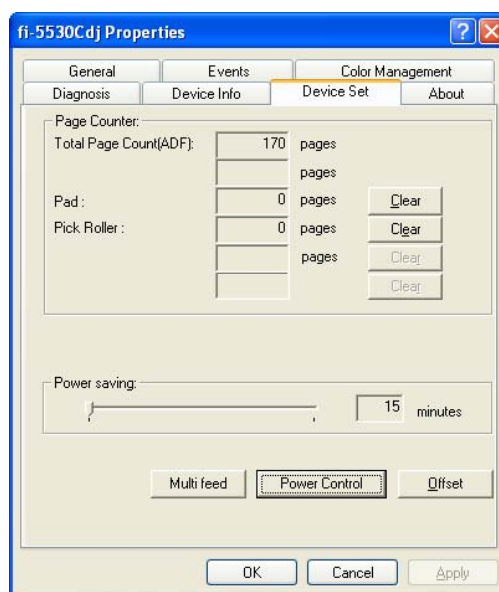 fi-5530Cdj Properties
General Events Color Management
Diagnosis Device Info Device Set About
Page Counter:
Total Page Count(ADF): 170 pages
pages
Pad : 0 pages Clear
Pick Roller : 0 pages Clear
pages Clear
Clear
Power saving:
15 minutes
Multi feed Power Control Offset
OK Cancel Apply